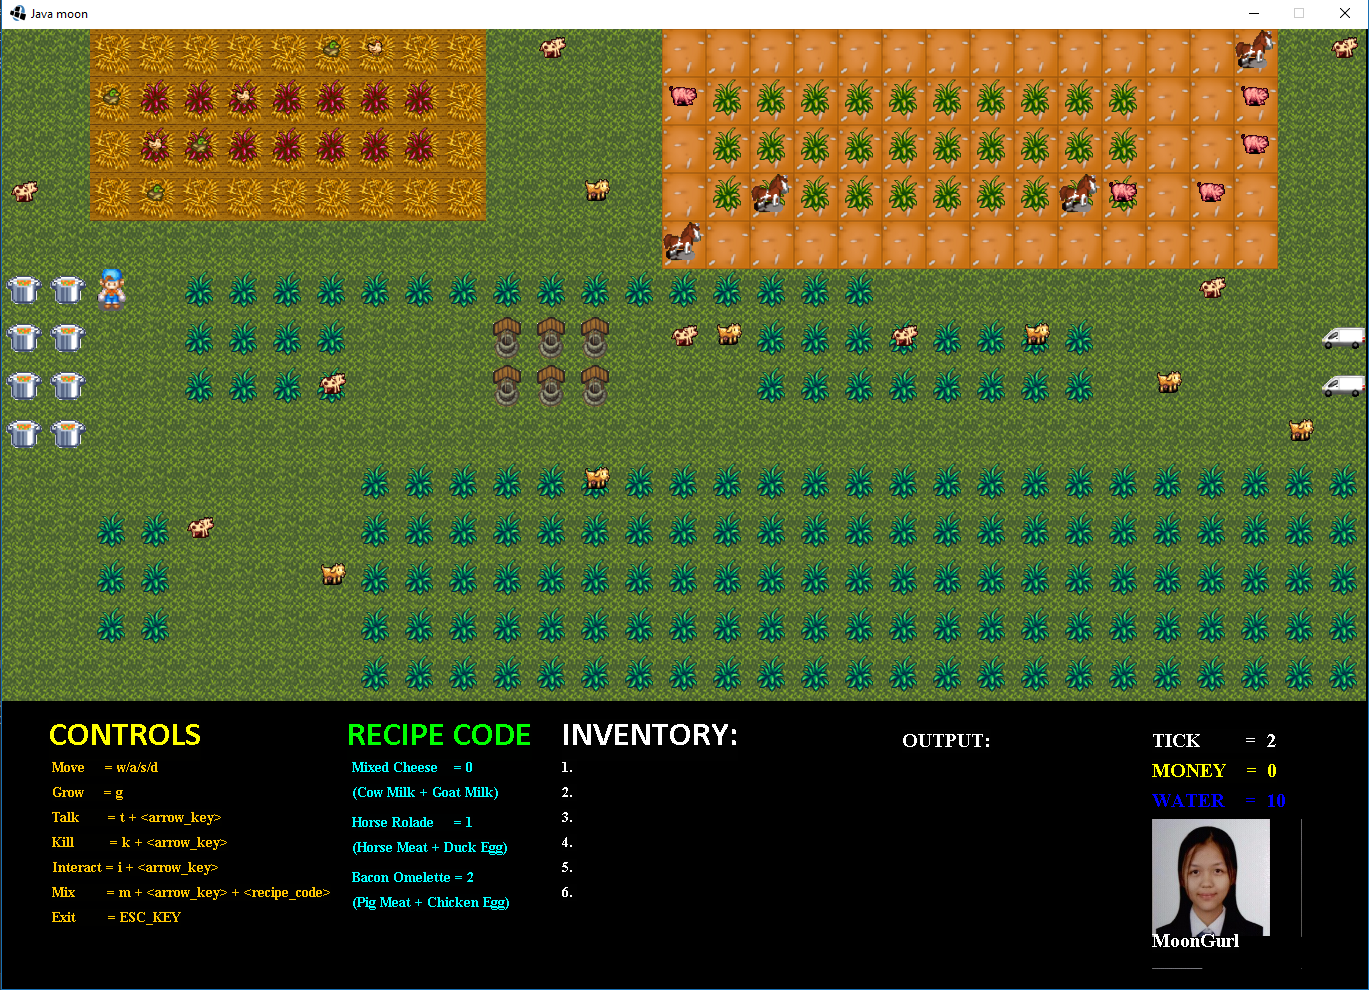 Java moon
CONTROLS
Move = w/a/s/d
Grow = g
Talk = t + <arrow_key>
Kill = k + <arrow_key>
Interact = i + <arrow_key>
Mix = m + <arrow_key> + <recipe_code>
Exit = ESC_KEY
RECIPE CODE
Mixed Cheese = 0
(Cow Milk + Goat Milk)
Horse Rolade = 1
(Horse Meat + Duck Egg)
Bacon Omelette = 2
(Pig Meat + Chicken Egg)
INVENTORY:
1.
2.
3.
4.
5.
6.
OUTPUT:
TICK = 2
MONEY = 0
WATER = 10
MoonGurl